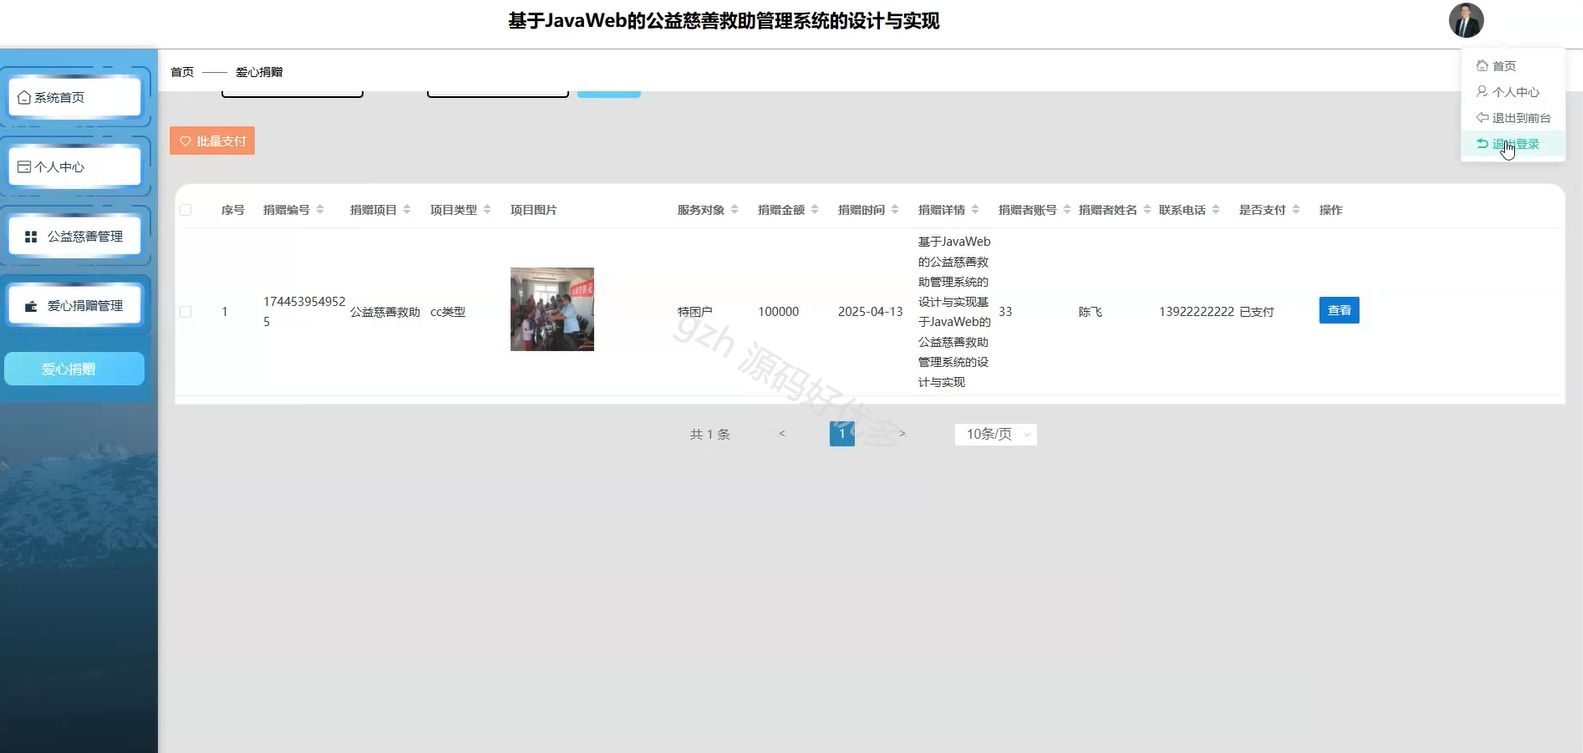 基于JavaWeb的公益慈善救助管理系统的设计与实现
首页
个人中心
退出到前台
退出登录
首页 —— 爱心捐赠
系统首页
个人中心
公益慈善管理
爱心捐赠管理
爱心捐赠
批量支付
序号 捐赠编号 捐赠项目 项目类型 项目图片 服务对象 捐赠金额 捐赠时间 捐赠详情 捐赠者账号 捐赠者姓名 联系电话 是否支付 操作
1
174453954952
5
公益慈善救助
cc类型
特困户
100000
2025-04-13
基于JavaWeb
的公益慈善救
助管理系统的
设计与实现基
于JavaWeb的
公益慈善救助
管理系统的设
计与实现
33
陈飞
13922222222
已支付
查看
共 1 条 < 1 > 10条/页
gzh 源码好优多